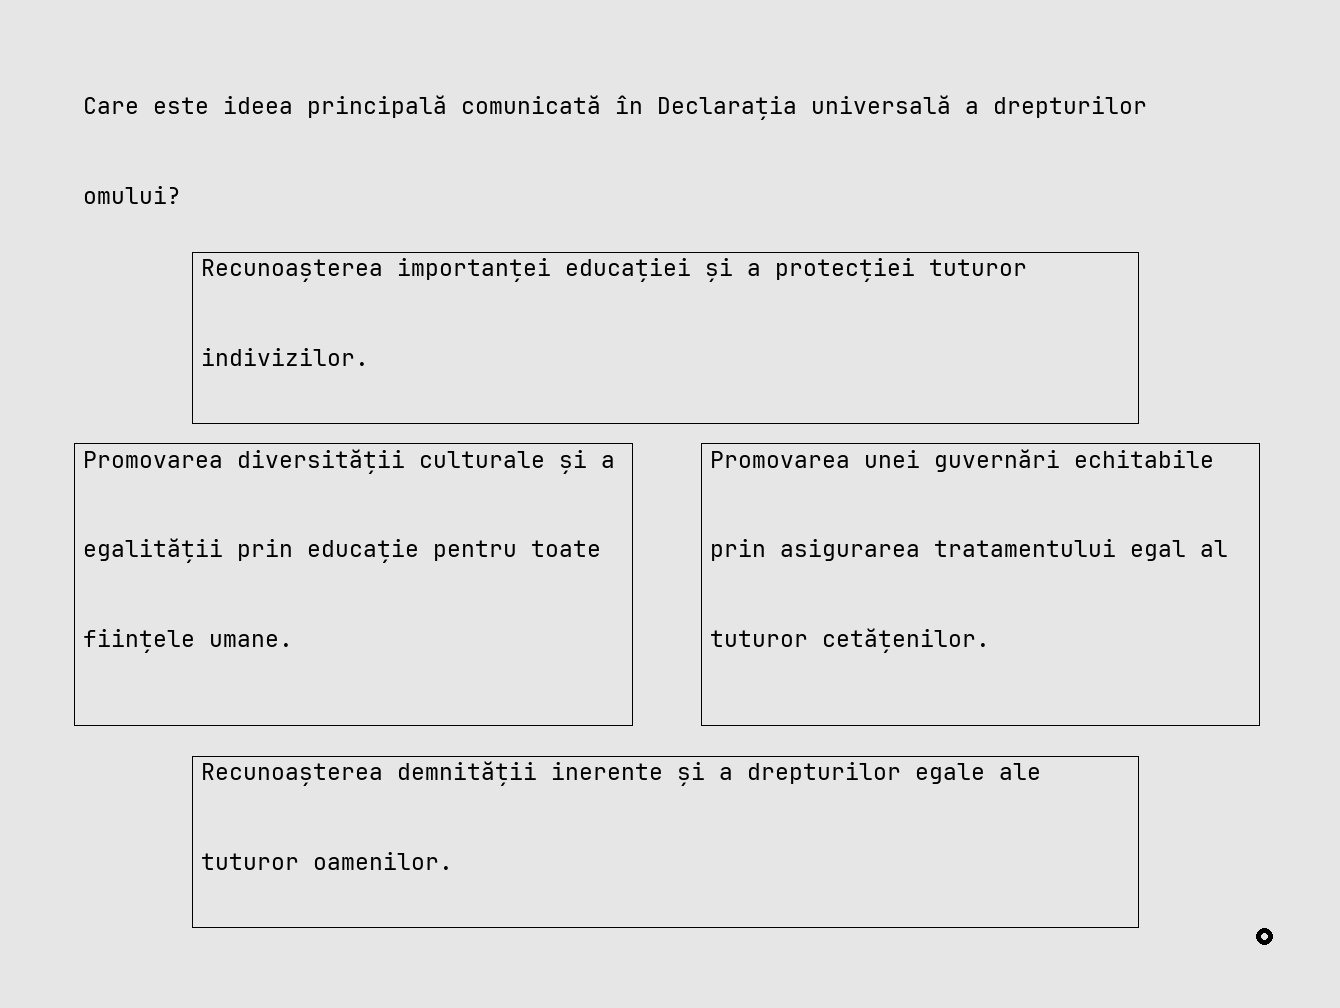 Care este ideea principală comunicată în Declarația universală a drepturilor
omului?
Recunoașterea importanței educației și a protecției tuturor
indivizilor.
Promovarea diversității culturale și a
egalității prin educație pentru toate
ființele umane.
Promovarea unei guvernări echitabile
prin asigurarea tratamentului egal al
tuturor cetățenilor.
Recunoașterea demnității inerente și a drepturilor egale ale
tuturor oamenilor.